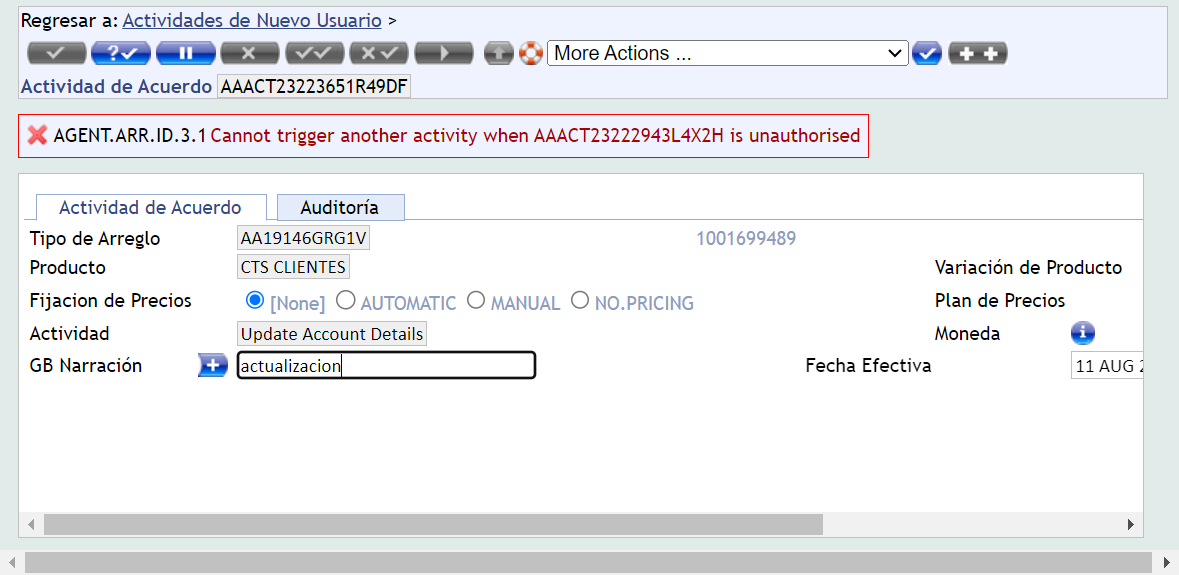 Regresar a: Actividades de Nuevo Usuario >
More Actions ...
Actividad de Acuerdo AAACT23223651R49DF
AGENT.ARR.ID.3.1 Cannot trigger another activity when AAACT23222943L4X2H is unauthorised
Actividad de Acuerdo Auditoría
Tipo de Arreglo AA19146GRG1V 1001699489
Producto CTS CLIENTES Variación de Producto
Fijacion de Precios [None] AUTOMATIC MANUAL NO.PRICING Plan de Precios
Actividad Update Account Details Moneda
GB Narración actualizacion Fecha Efectiva 11 AUG 2